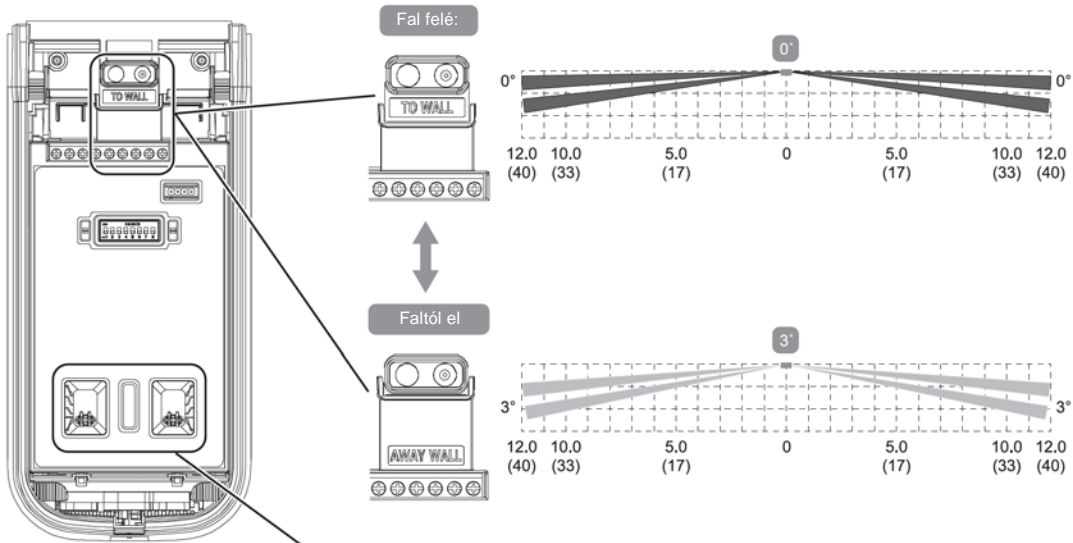 Fal felé:
TO WALL
TO WALL
0°
0° 0°
12.0 10.0 5.0 0 5.0 10.0 12.0
(40) (33) (17) (17) (33) (40)
Faltól el
AWAY WALL
3°
3° 3°
12.0 10.0 5.0 0 5.0 10.0 12.0
(40) (33) (17) (17) (33) (40)